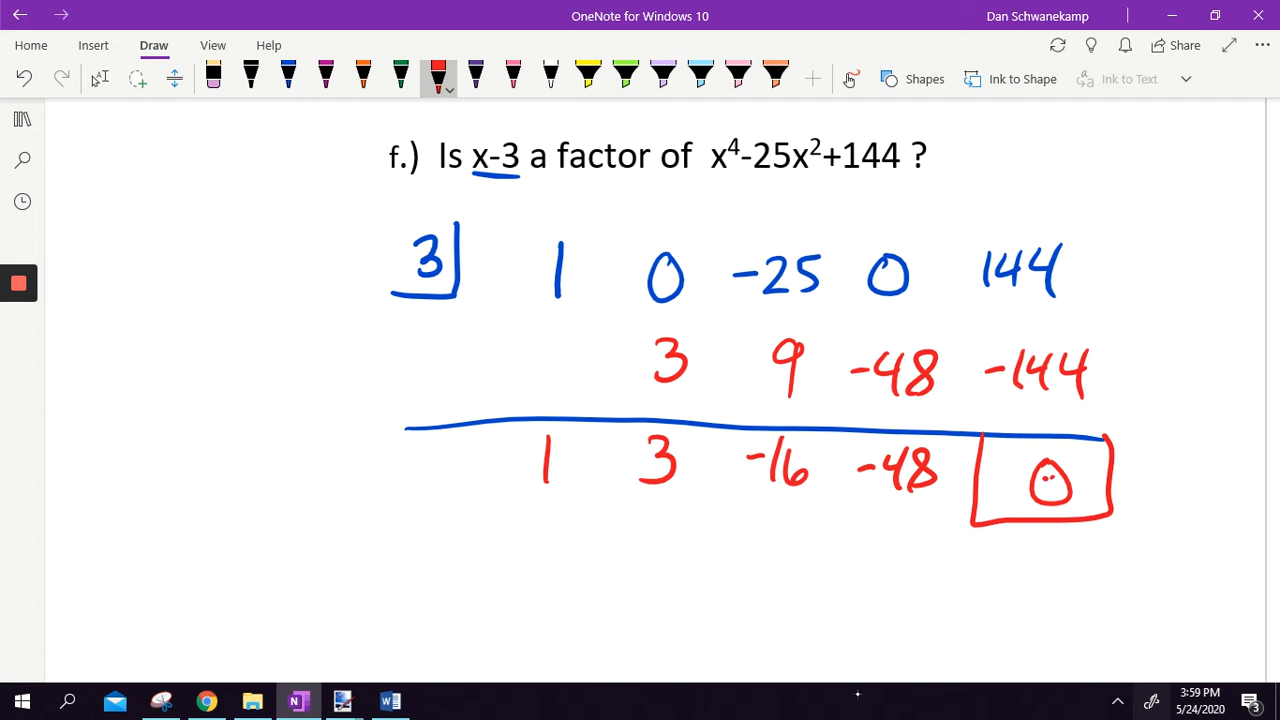 OneNote for Windows 10
Dan Schwanekamp
Home Insert Draw View Help
Share
Shapes
Ink to Shape
Ink to Text
f.) Is x-3 a factor of x⁴-25x²+144 ?
3 1 0 -25 0 144
3 9 -48 -144
1 3 -16 -48 0
3:59 PM
5/24/2020
3